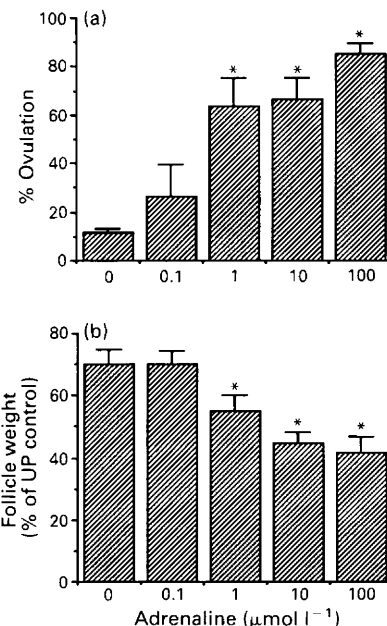 (a)
% Ovulation
100
80
60
40
20
0
* * *
0 0.1 1 10 100
(b)
Follicle weight
(% of UP control)
80
60
40
20
0
* * *
0 0.1 1 10 100
Adrenaline (μmol l⁻¹)